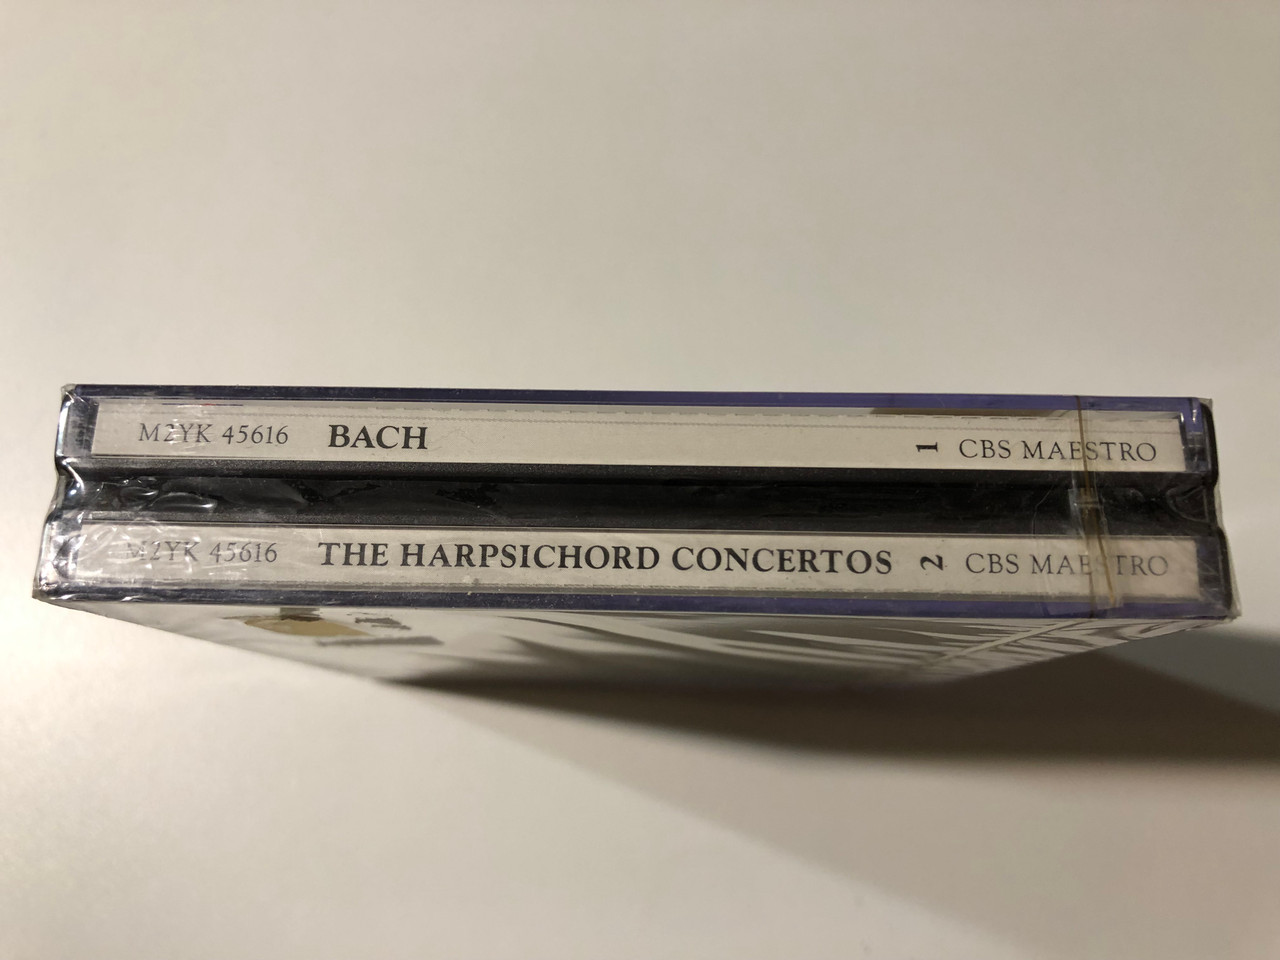 M2YK 45616 BACH 1 CBS MAESTRO
M2YK 45616 THE HARPSICHORD CONCERTOS 2 CBS MAESTRO